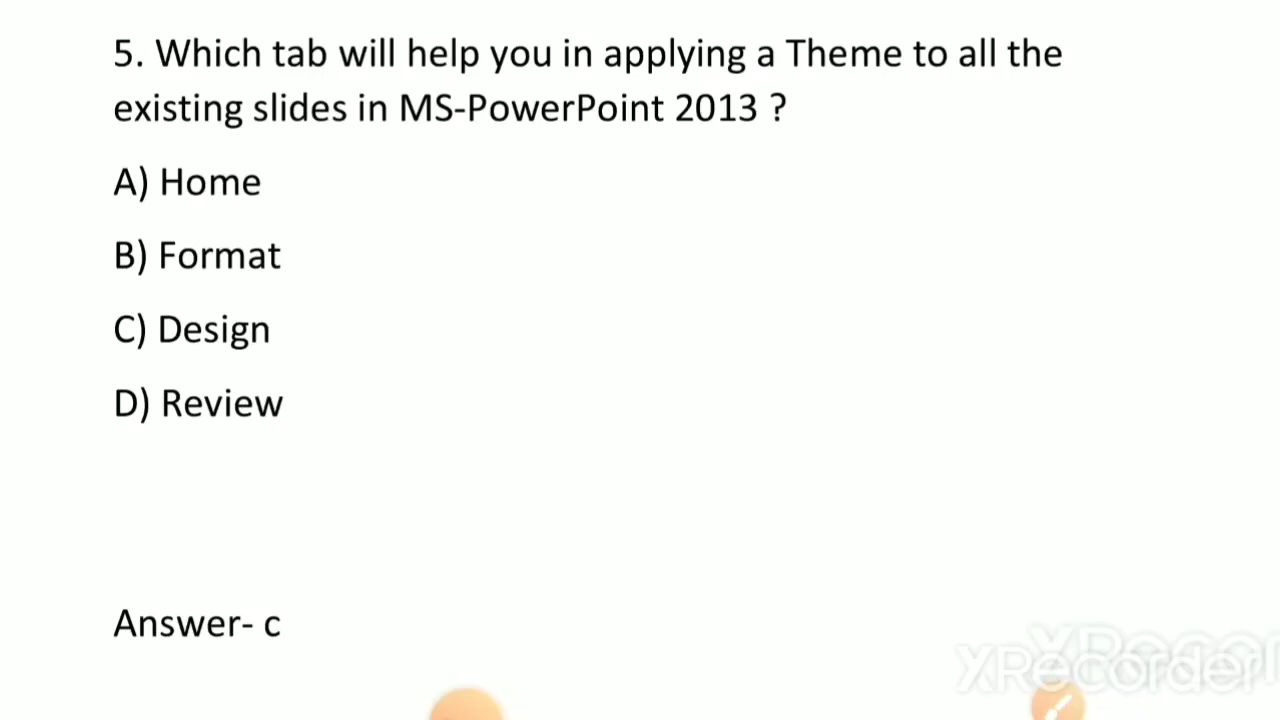 5. Which tab will help you in applying a Theme to all the
existing slides in MS-PowerPoint 2013 ?
A) Home
B) Format
C) Design
D) Review
Answer- c
XRecorder